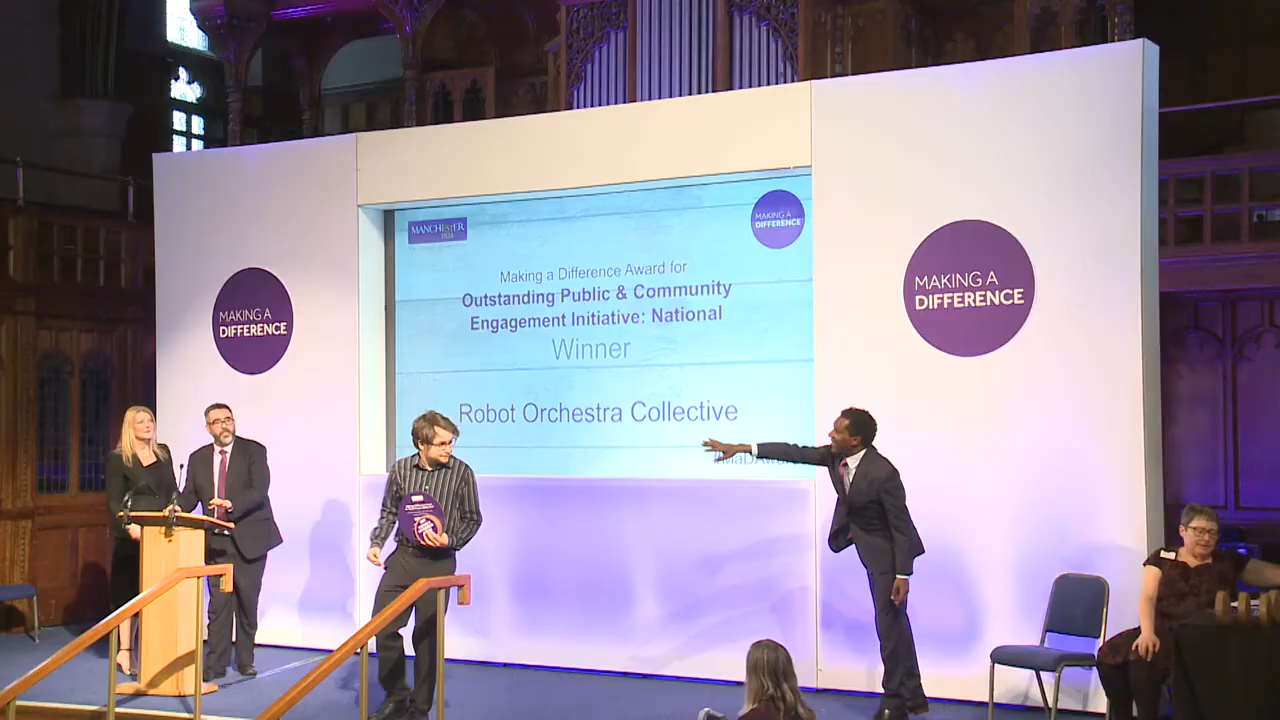 MANCHESTER
1824
MAKING A
DIFFERENCE
Making a Difference Award for
Outstanding Public & Community
Engagement Initiative: National
Winner
Robot Orchestra Collective
MAKING A
DIFFERENCE
MAKING A
DIFFERENCE